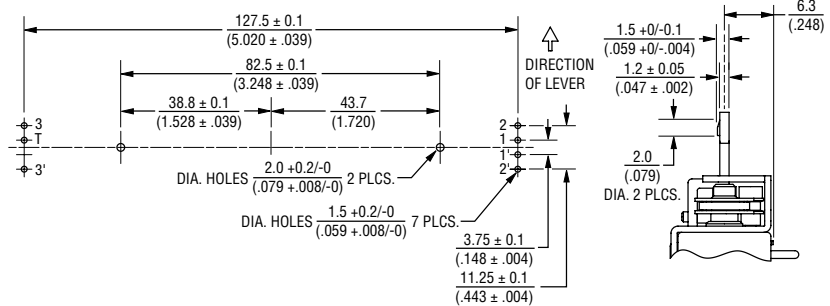 127.5 ± 0.1
(5.020 ± .039)
82.5 ± 0.1
(3.248 ± .039)
38.8 ± 0.1
(1.528 ± .039)
43.7
(1.720)
DIRECTION
OF LEVER
3
T
3'
2
1
1'
2'
DIA. HOLES 2.0 +0.2/-0 2 PLCS.
(.079 +.008/-0)
DIA. HOLES 1.5 +0.2/-0 7 PLCS.
(.059 +.008/-0)
3.75 ± 0.1
(.148 ± .004)
11.25 ± 0.1
(.443 ± .004)
6.3
(.248)
1.5 +0/-0.1
(.059 +0/-.004)
1.2 ± 0.05
(.047 ± .002)
2.0
(.079)
DIA. 2 PLCS.